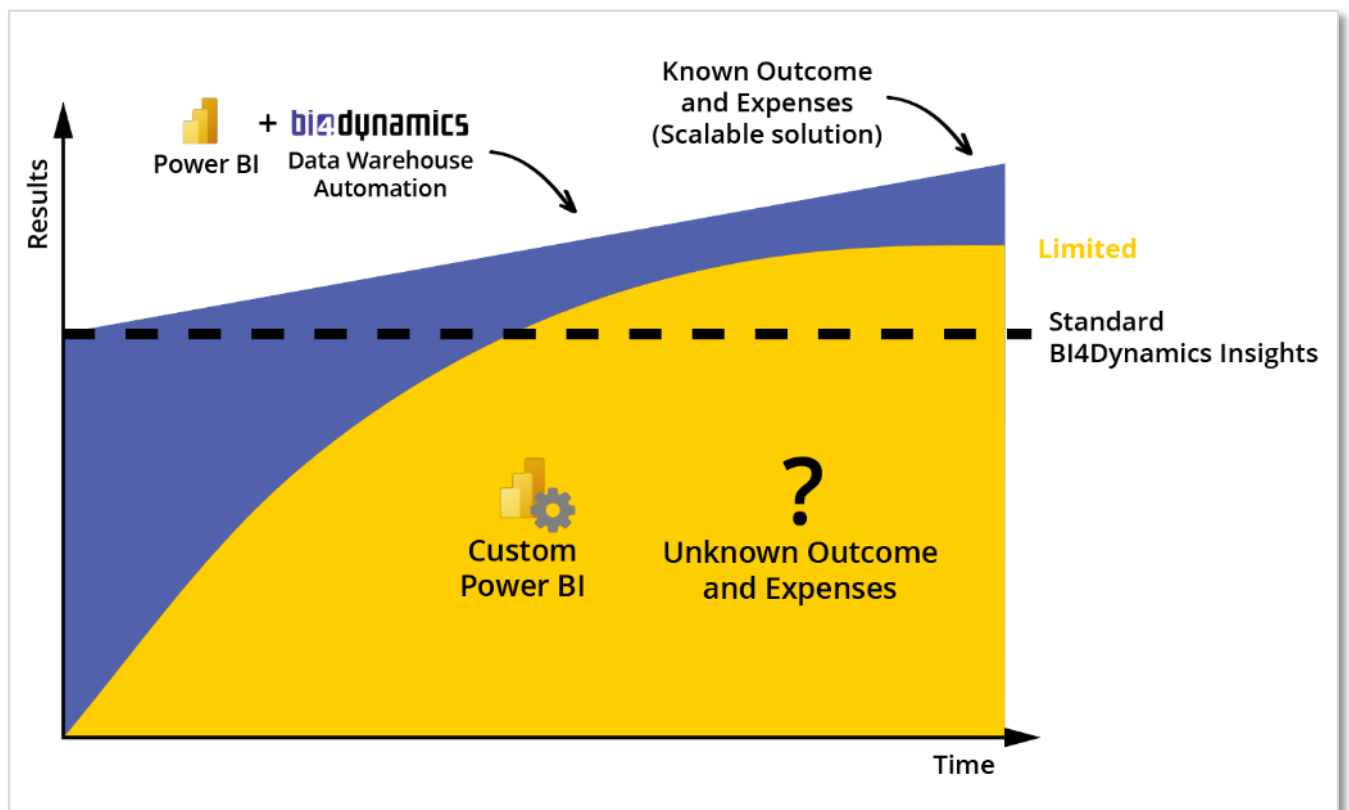 Known Outcome
and Expenses
(Scalable solution)
Power BI
+
bi4dynamics
Data Warehouse
Automation
Results
Limited
Standard
BI4Dynamics Insights
Custom
Power BI
?
Unknown Outcome
and Expenses
Time